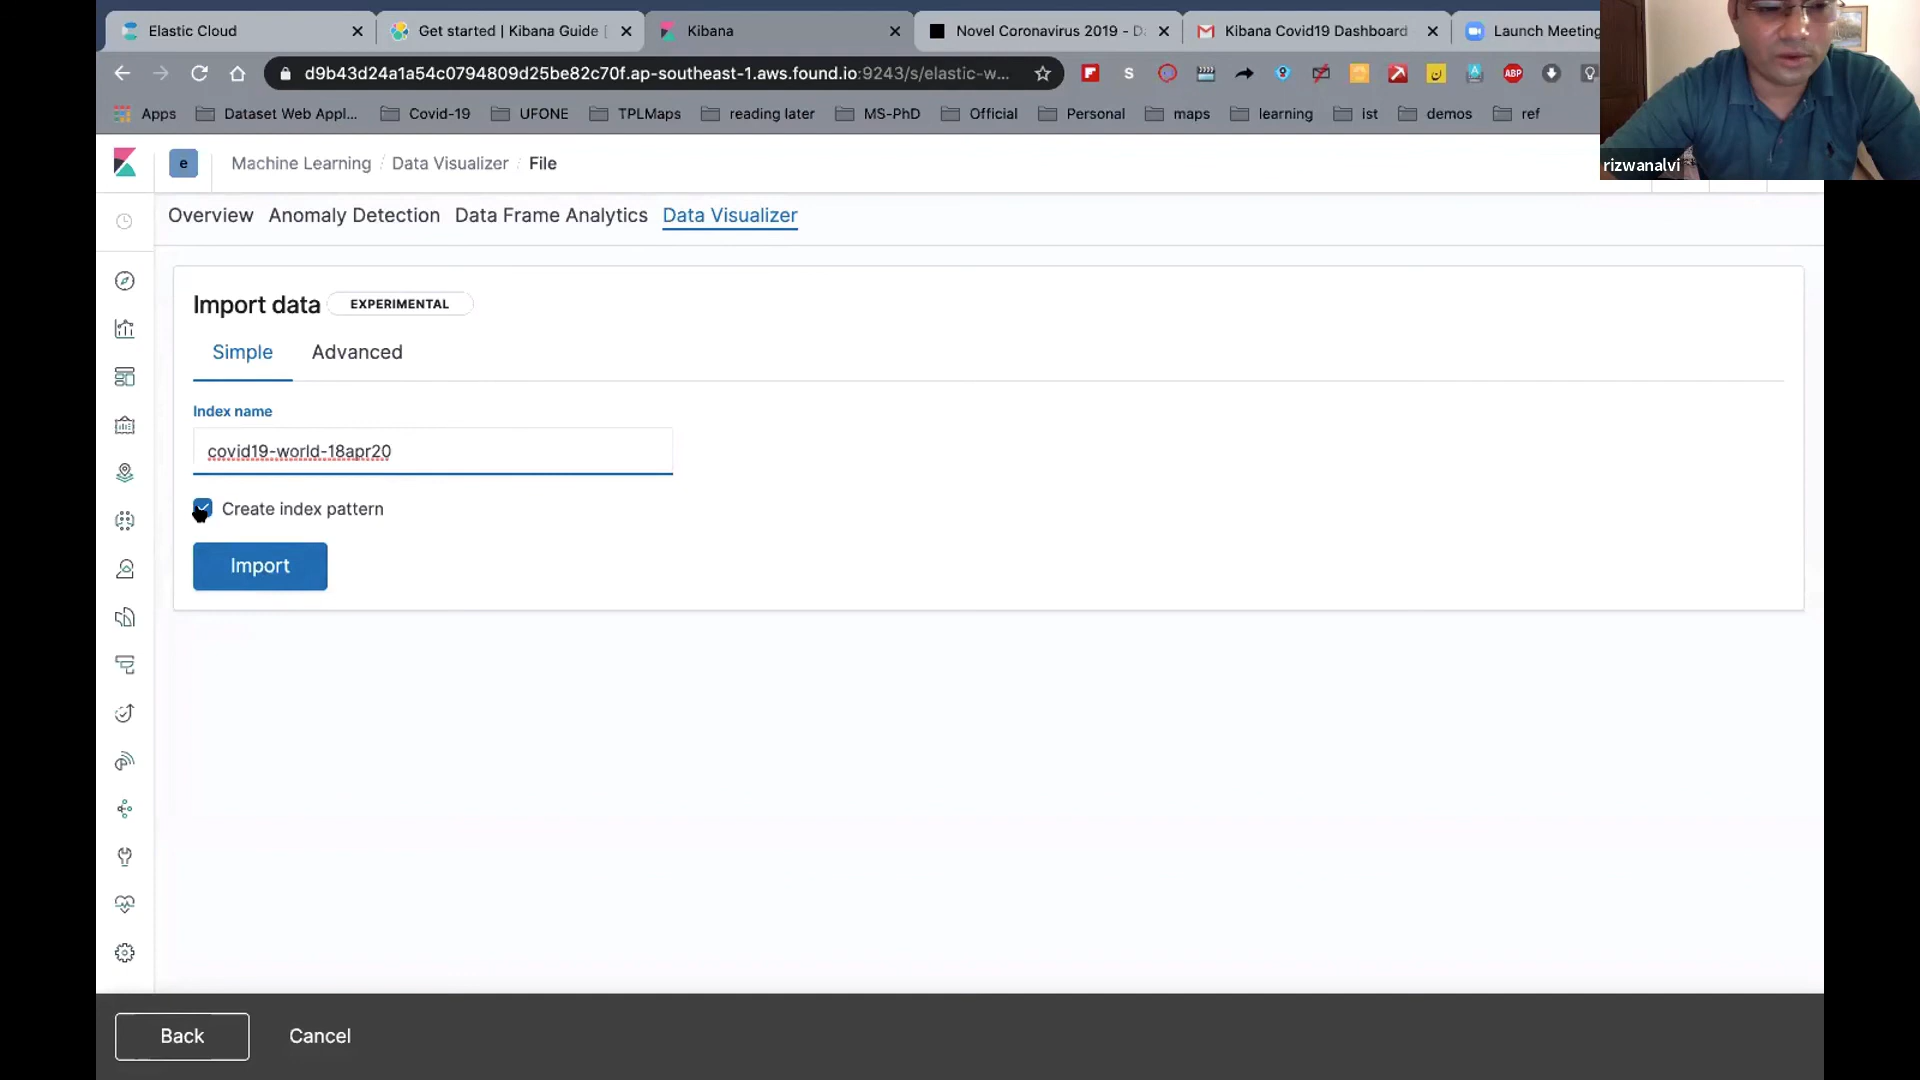 Elastic Cloud
Get started | Kibana Guide [
Kibana
Novel Coronavirus 2019 - D
Kibana Covid19 Dashboard
Launch Meeting
d9b43d24a1a54c0794809d25be82c70f.ap-southeast-1.aws.found.io:9243/s/elastic-w...
S
ABP
Apps
Dataset Web Appl...
Covid-19
UFONE
TPLMaps
reading later
MS-PhD
Official
Personal
maps
learning
ist
demos
ref
rizwanalvi
e
Machine Learning / Data Visualizer / File
Overview
Anomaly Detection
Data Frame Analytics
Data Visualizer
Import data
EXPERIMENTAL
Simple
Advanced
Index name
covid19-world-18apr20
Create index pattern
Import
Back
Cancel